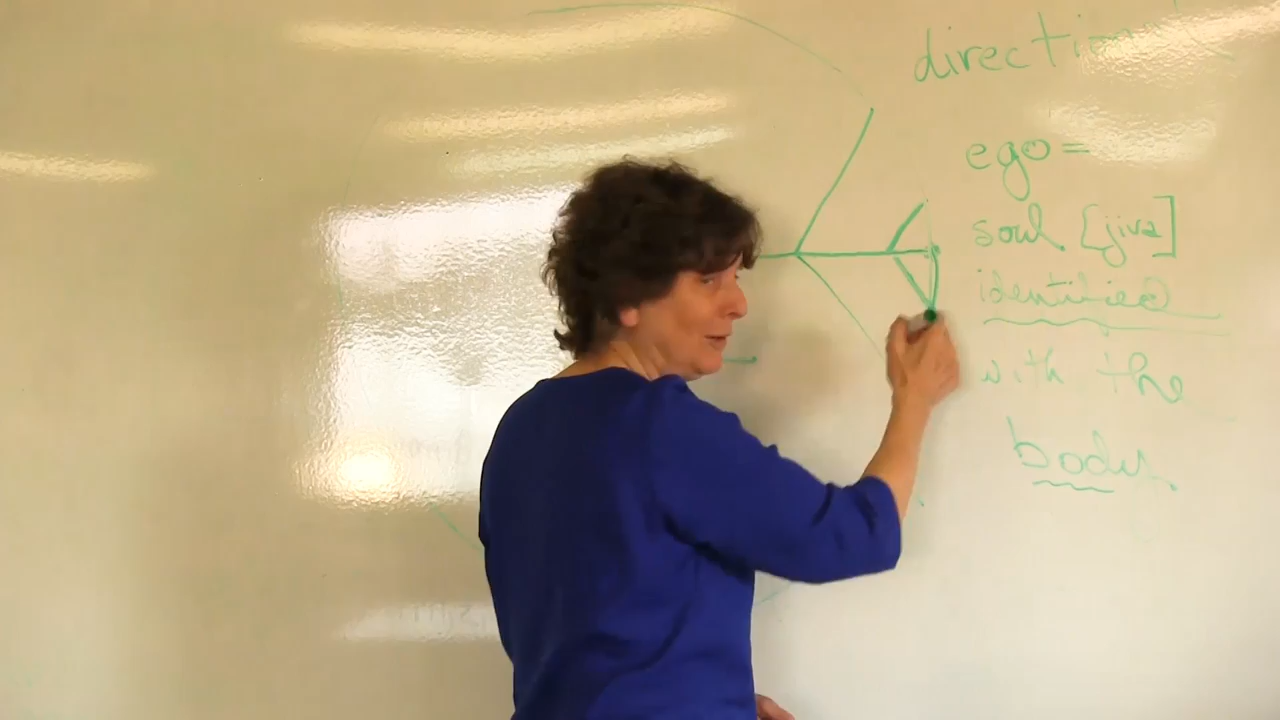 direction
ego =
soul [jiva]
identified
with the
body